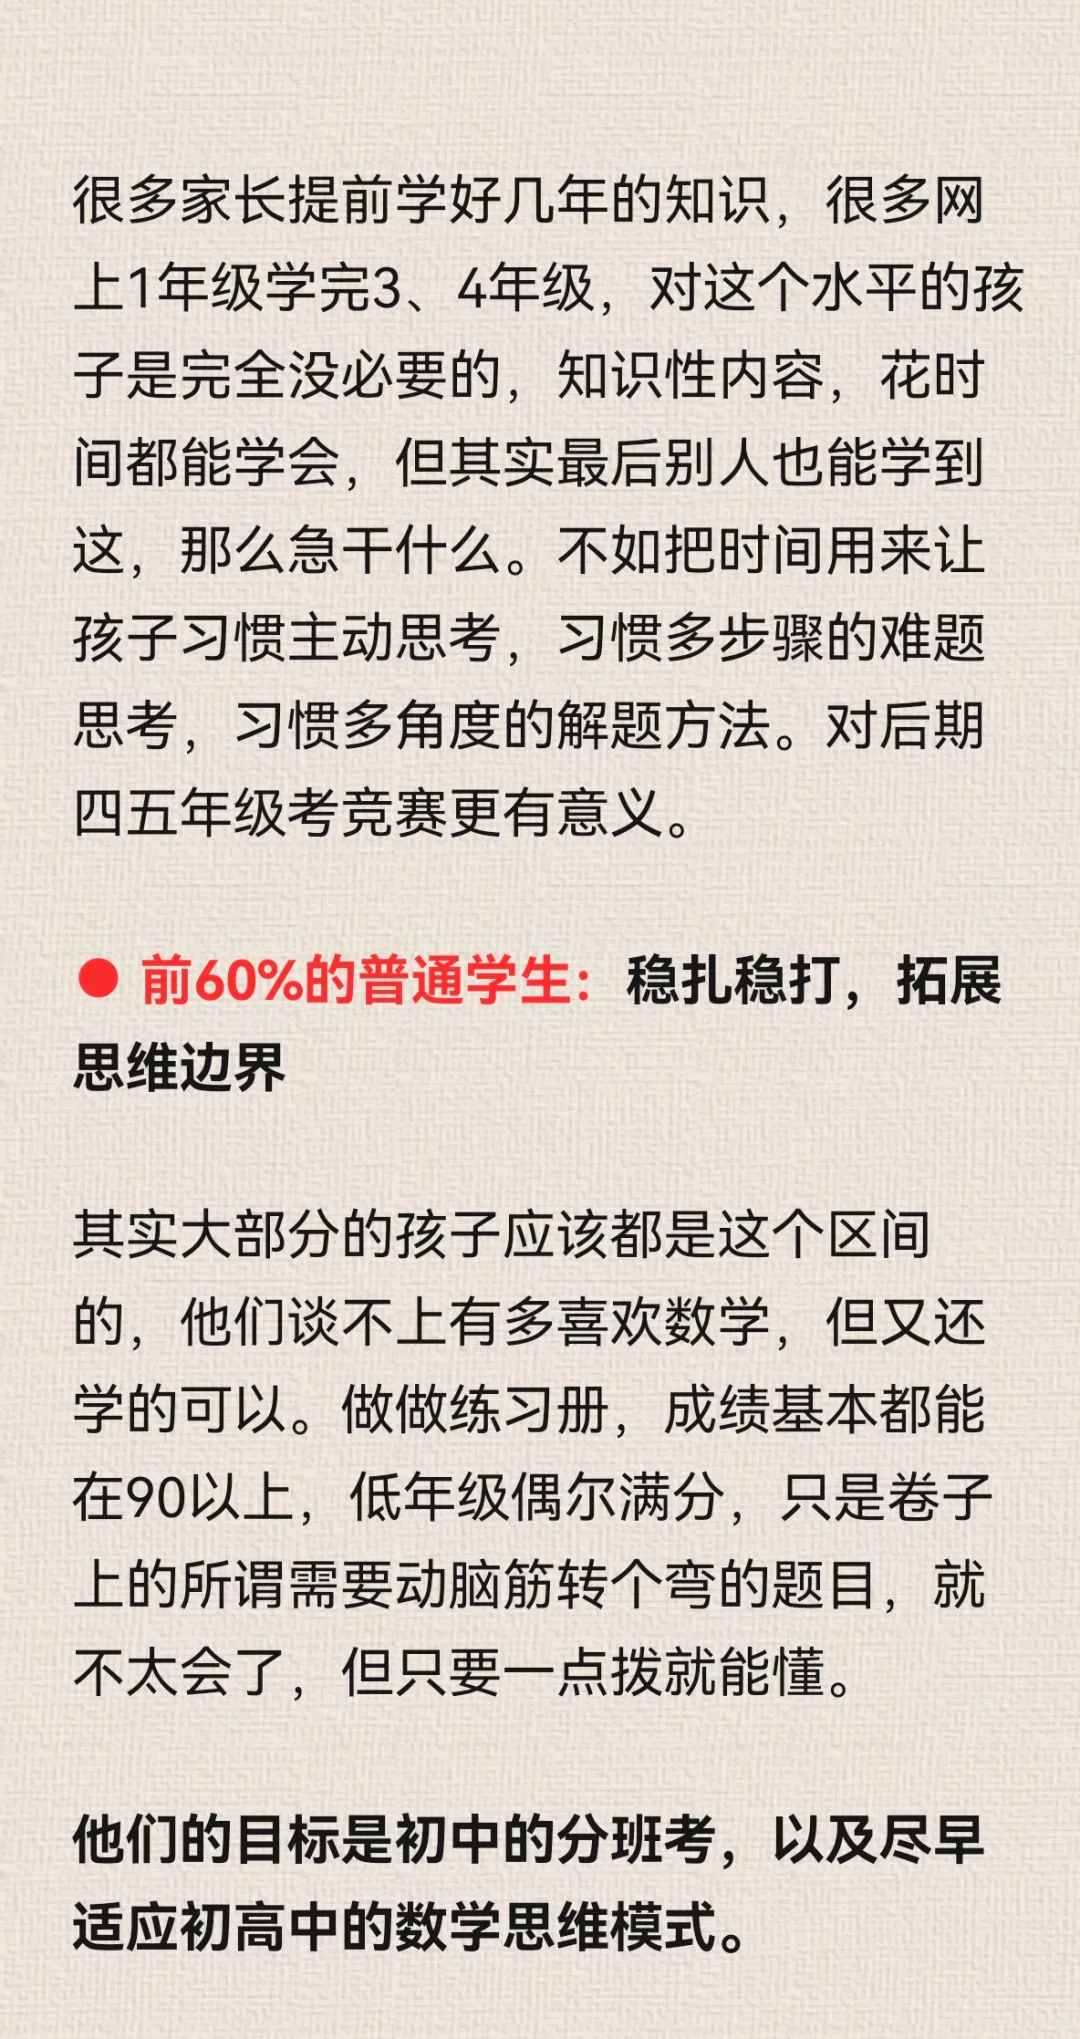 很多家长提前学好几年的知识，很多网
上1年级学完3、4年级，对这个水平的孩
子是完全没必要的，知识性内容，花时
间都能学会，但其实最后别人也能学到
这，那么急干什么。不如把时间用来让
孩子习惯主动思考，习惯多步骤的难题
思考，习惯多角度的解题方法。对后期
四五年级考竞赛更有意义。
● 前60%的普通学生：稳扎稳打，拓展
思维边界
其实大部分的孩子应该都是这个区间
的，他们谈不上有多喜欢数学，但又还
学的可以。做做练习册，成绩基本都能
在90以上，低年级偶尔满分，只是卷子
上的所谓需要动脑筋转个弯的题目，就
不太会了，但只要一点拨就能懂。
他们的目标是初中的分班考，以及尽早
适应初高中的数学思维模式。